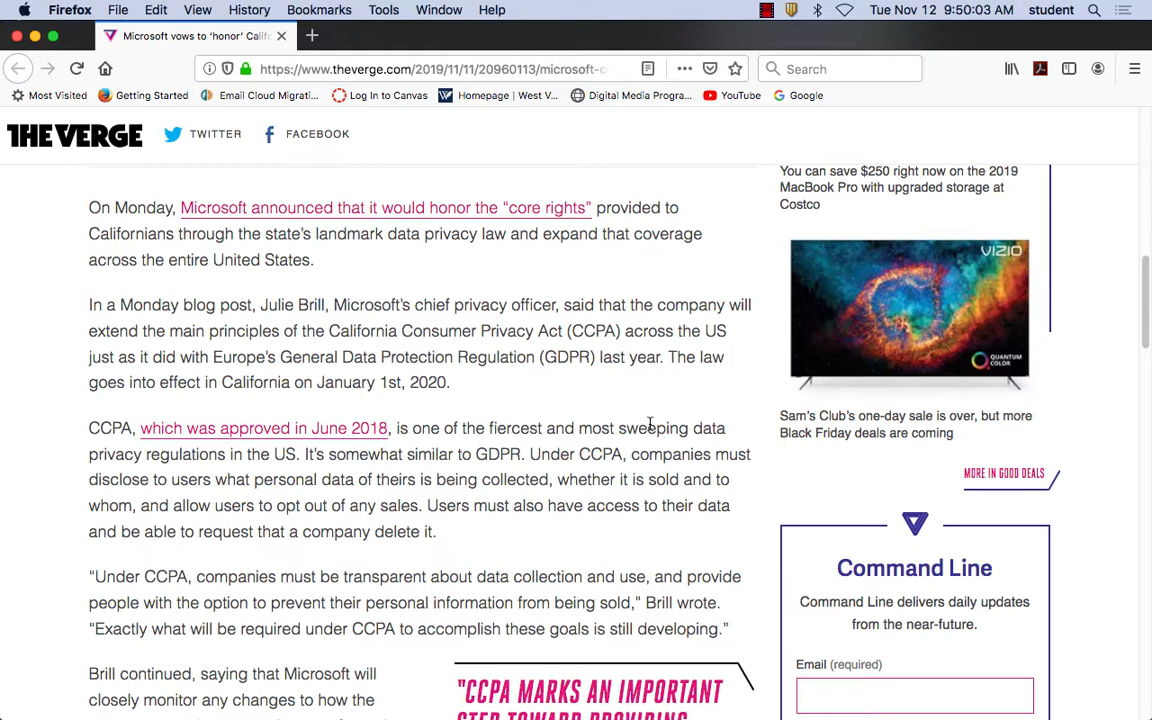 Firefox File Edit View History Bookmarks Tools Window Help Tue Nov 12 9:50:03 AM student
Microsoft vows to 'honor' Califo
https://www.theverge.com/2019/11/11/20960113/microsoft-c
Search
Most Visited Getting Started Email Cloud Migrati... Log In to Canvas Homepage | West V... Digital Media Progra... YouTube Google
THE VERGE TWITTER FACEBOOK
On Monday, Microsoft announced that it would honor the “core rights” provided to
Californians through the state’s landmark data privacy law and expand that coverage
across the entire United States.
In a Monday blog post, Julie Brill, Microsoft’s chief privacy officer, said that the company will
extend the main principles of the California Consumer Privacy Act (CCPA) across the US
just as it did with Europe’s General Data Protection Regulation (GDPR) last year. The law
goes into effect in California on January 1st, 2020.
CCPA, which was approved in June 2018, is one of the fiercest and most sweeping data
privacy regulations in the US. It’s somewhat similar to GDPR. Under CCPA, companies must
disclose to users what personal data of theirs is being collected, whether it is sold and to
whom, and allow users to opt out of any sales. Users must also have access to their data
and be able to request that a company delete it.
“Under CCPA, companies must be transparent about data collection and use, and provide
people with the option to prevent their personal information from being sold,” Brill wrote.
“Exactly what will be required under CCPA to accomplish these goals is still developing.”
Brill continued, saying that Microsoft will
closely monitor any changes to how the
"CCPA MARKS AN IMPORTANT
STEP TOWARD PROVIDING
You can save $250 right now on the 2019
MacBook Pro with upgraded storage at
Costco
VIZIO
QUANTUM
COLOR
Sam’s Club’s one-day sale is over, but more
Black Friday deals are coming
MORE IN GOOD DEALS
Command Line
Command Line delivers daily updates
from the near-future.
Email (required)